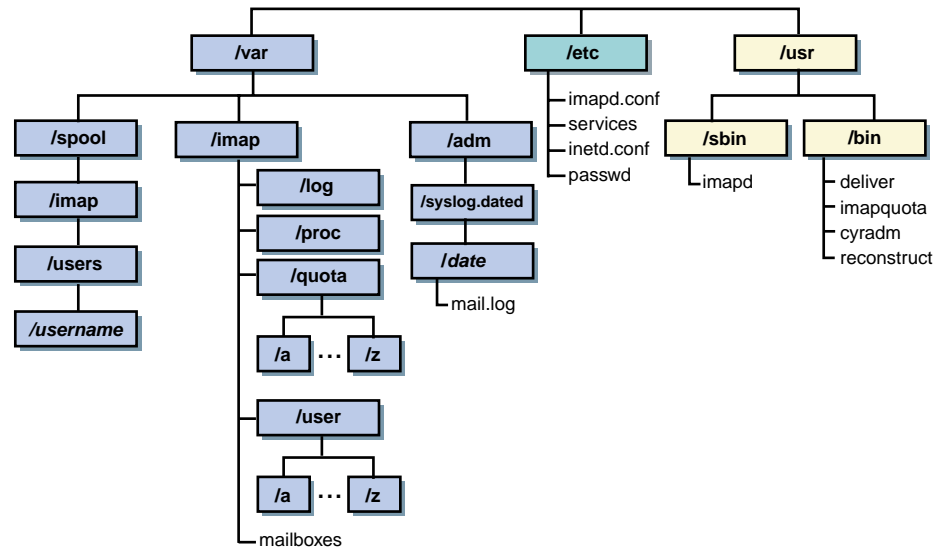 /var
/etc
/usr
imapd.conf
services
inetd.conf
passwd
/spool
/imap
/adm
/sbin
/bin
imapd
deliver
imapquota
cyradm
reconstruct
/imap
/log
/syslog.dated
/users
/proc
/date
/quota
mail.log
/username
/a ... /z
/user
/a ... /z
mailboxes